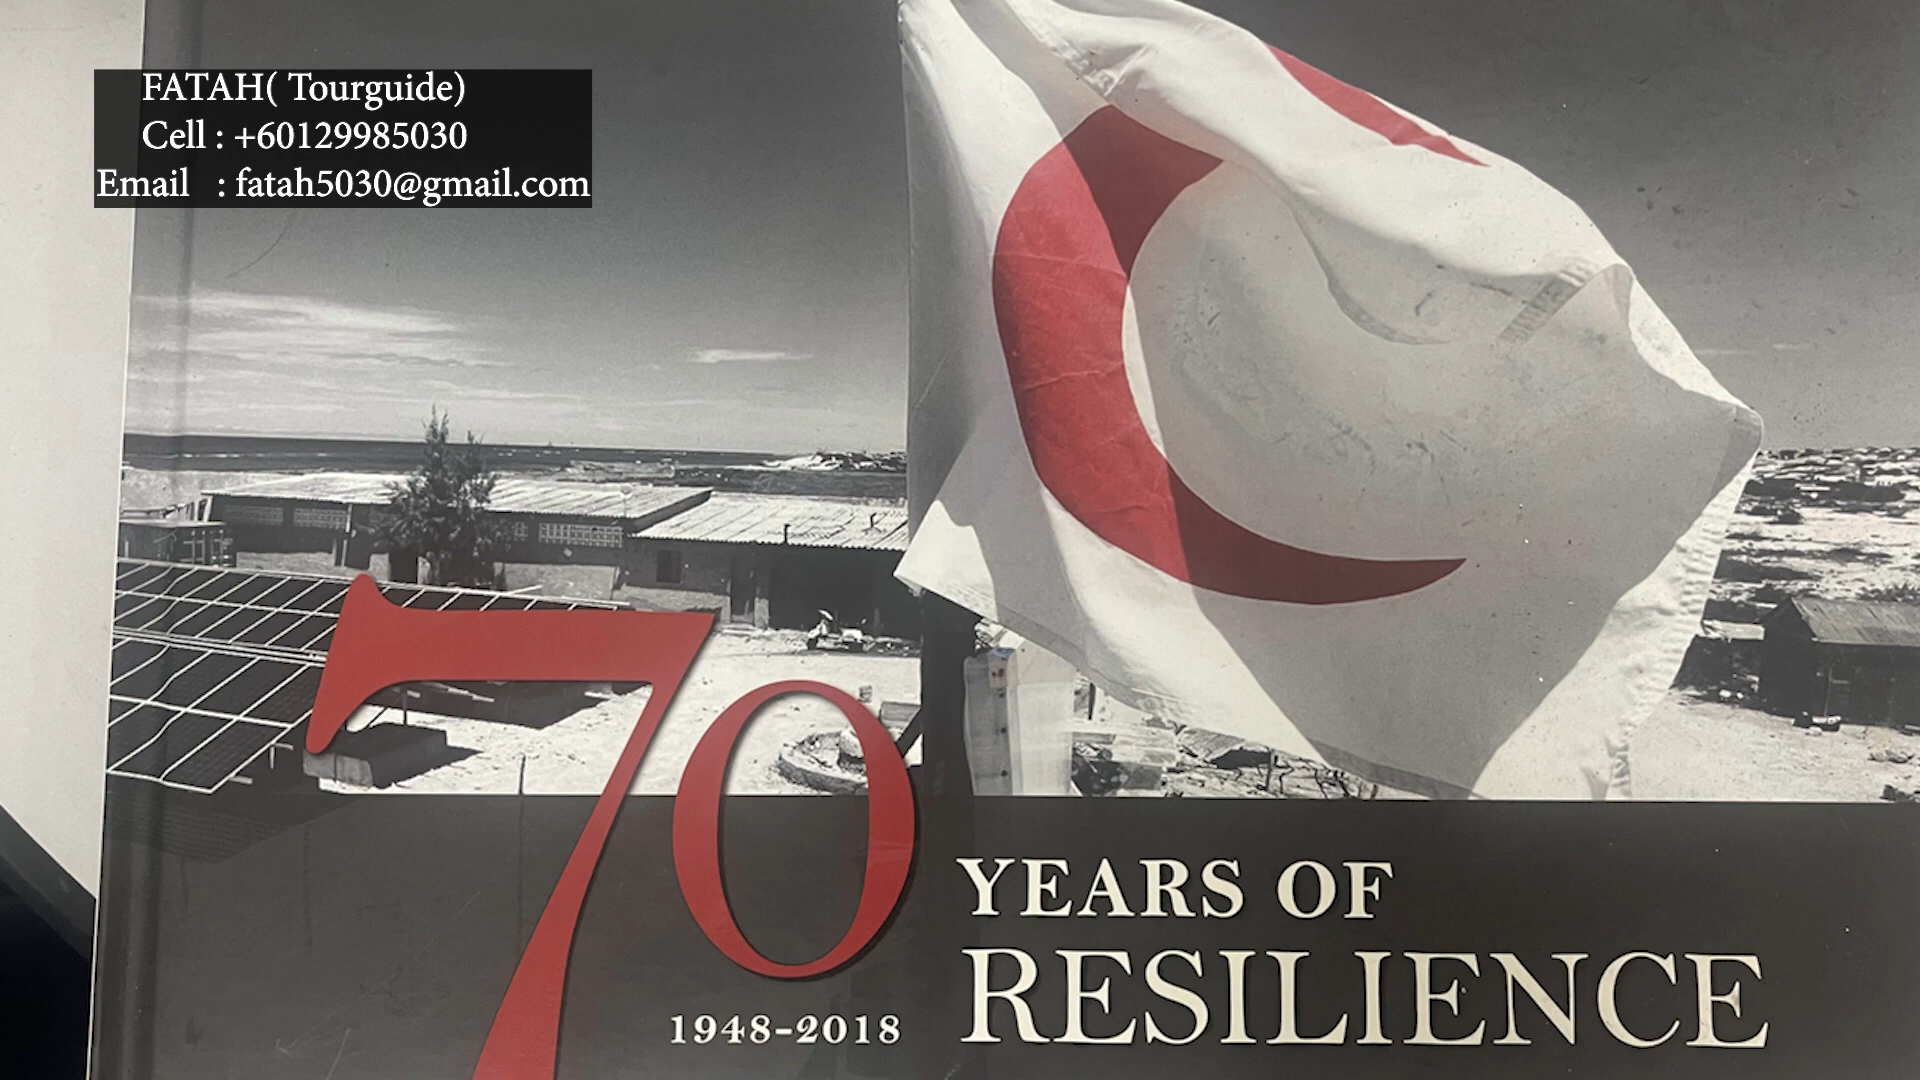 FATAH( Tourguide)
Cell : +60129985030
Email : fatah5030@gmail.com
70
YEARS OF
RESILIENCE
1948-2018